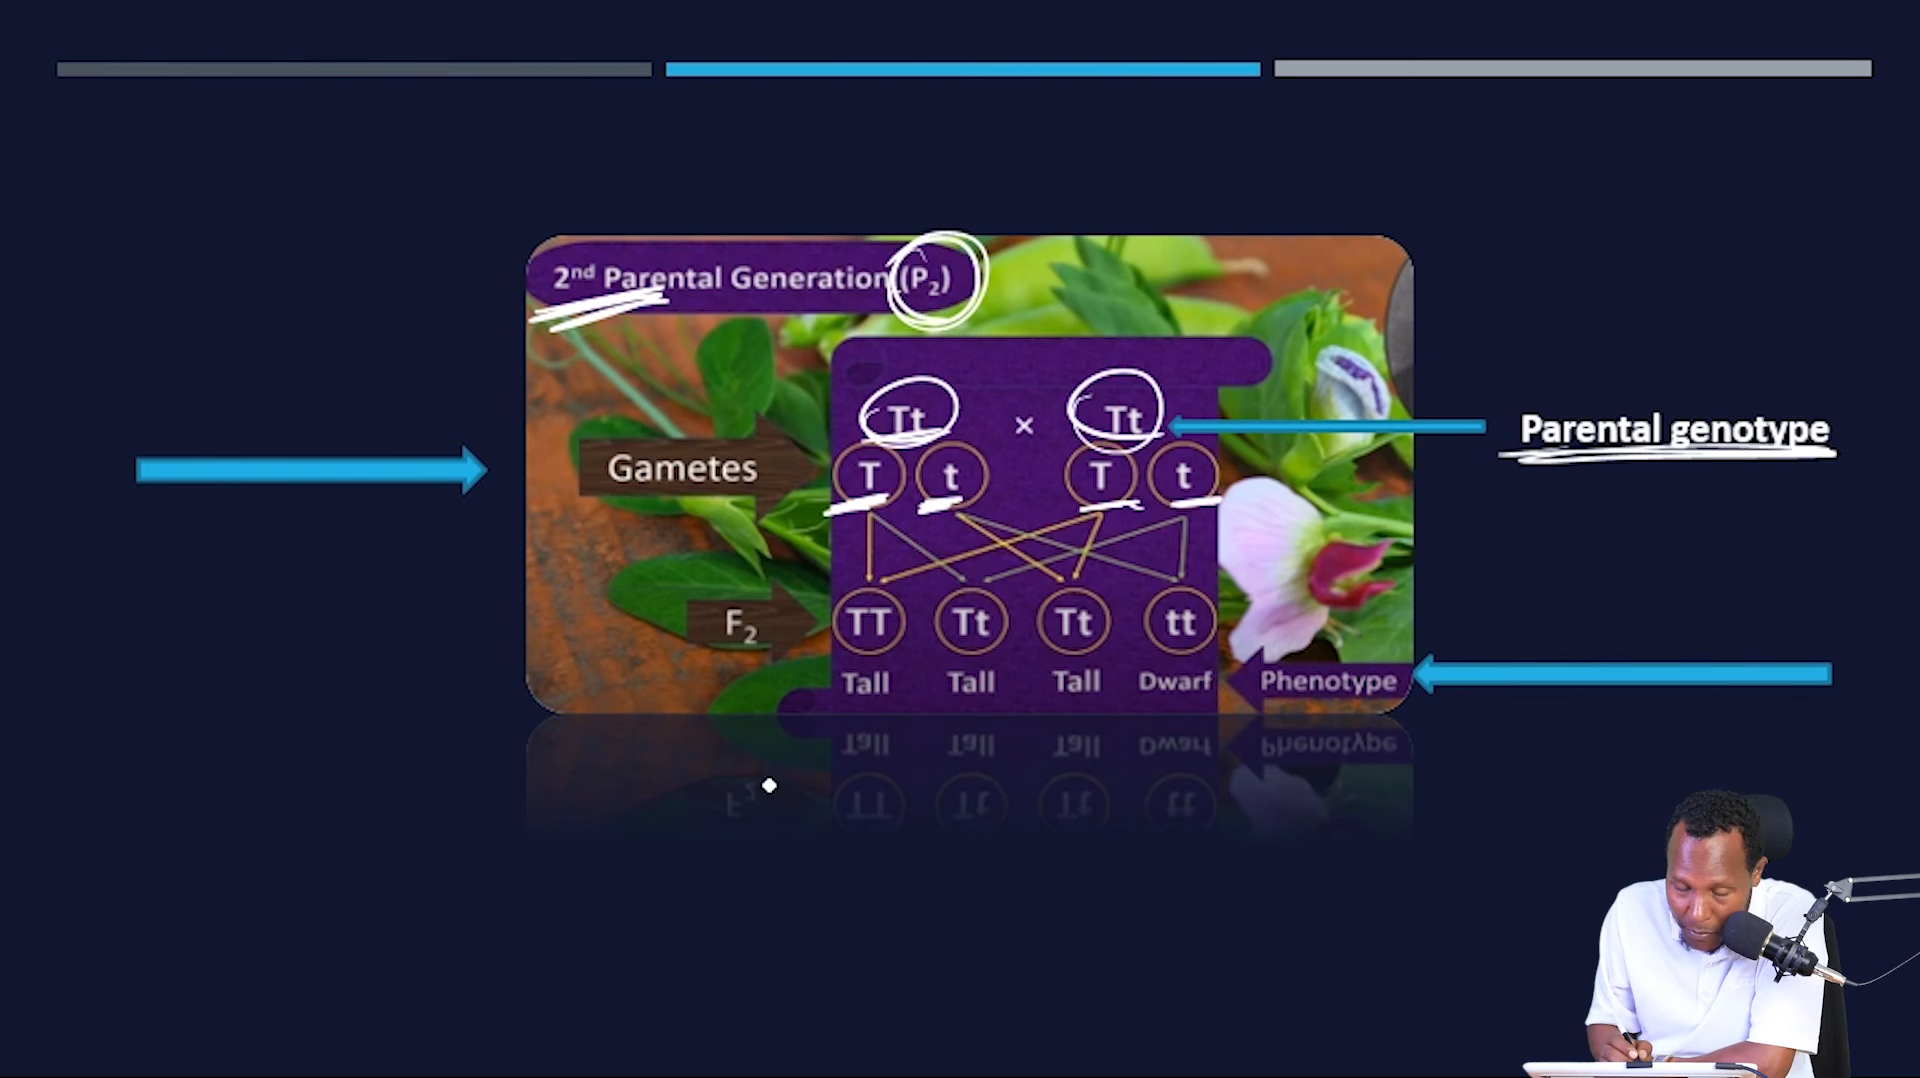 2nd Parental Generation (P2)
Tt × Tt
Parental genotype
Gametes T t T t
F2 TT Tt Tt tt
Tall Tall Tall Dwarf Phenotype